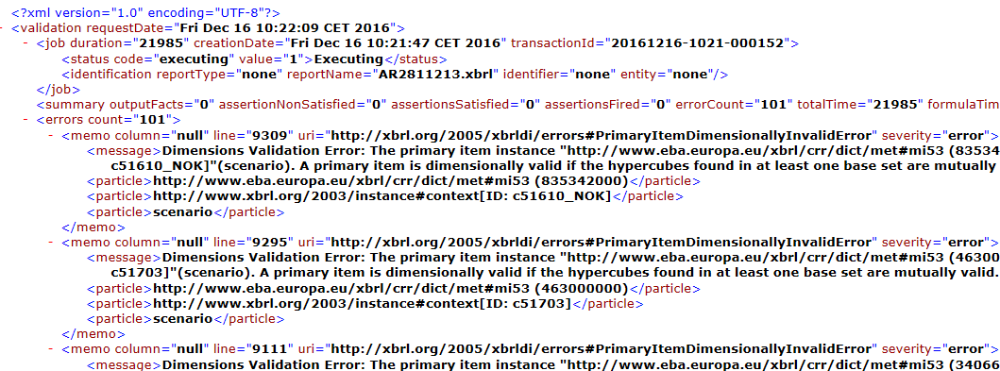 <?xml version="1.0" encoding="UTF-8"?>
- <validation requestDate="Fri Dec 16 10:22:09 CET 2016">
- <job duration="21985" creationDate="Fri Dec 16 10:21:47 CET 2016" transactionId="20161216-1021-000152">
<status code="executing" value="1">Executing</status>
<identification reportType="none" reportName="AR2811213.xbrl" identifier="none" entity="none"/>
</job>
<summary outputFacts="0" assertionNonSatisfied="0" assertionsSatisfied="0" assertionsFired="0" errorCount="101" totalTime="21985" formulaTim
- <errors count="101">
- <memo column="null" line="9309" uri="http://xbrl.org/2005/xbrldi/errors#PrimaryItemDimensionallyInvalidError" severity="error">
<message>Dimensions Validation Error: The primary item instance "http://www.eba.europa.eu/xbrl/crr/dict/met#mi53 (83534
c51610_NOK]"(scenario). A primary item is dimensionally valid if the hypercubes found in at least one base set are mutually
<particle>http://www.eba.europa.eu/xbrl/crr/dict/met#mi53 (835342000)</particle>
<particle>http://www.xbrl.org/2003/instance#context[ID: c51610_NOK]</particle>
<particle>scenario</particle>
</memo>
- <memo column="null" line="9295" uri="http://xbrl.org/2005/xbrldi/errors#PrimaryItemDimensionallyInvalidError" severity="error">
<message>Dimensions Validation Error: The primary item instance "http://www.eba.europa.eu/xbrl/crr/dict/met#mi53 (46300
c51703]"(scenario). A primary item is dimensionally valid if the hypercubes found in at least one base set are mutually valid.
<particle>http://www.eba.europa.eu/xbrl/crr/dict/met#mi53 (463000000)</particle>
<particle>http://www.xbrl.org/2003/instance#context[ID: c51703]</particle>
<particle>scenario</particle>
</memo>
- <memo column="null" line="9111" uri="http://xbrl.org/2005/xbrldi/errors#PrimaryItemDimensionallyInvalidError" severity="error">
<message>Dimensions Validation Error: The primary item instance "http://www.eba.europa.eu/xbrl/crr/dict/met#mi53 (34066